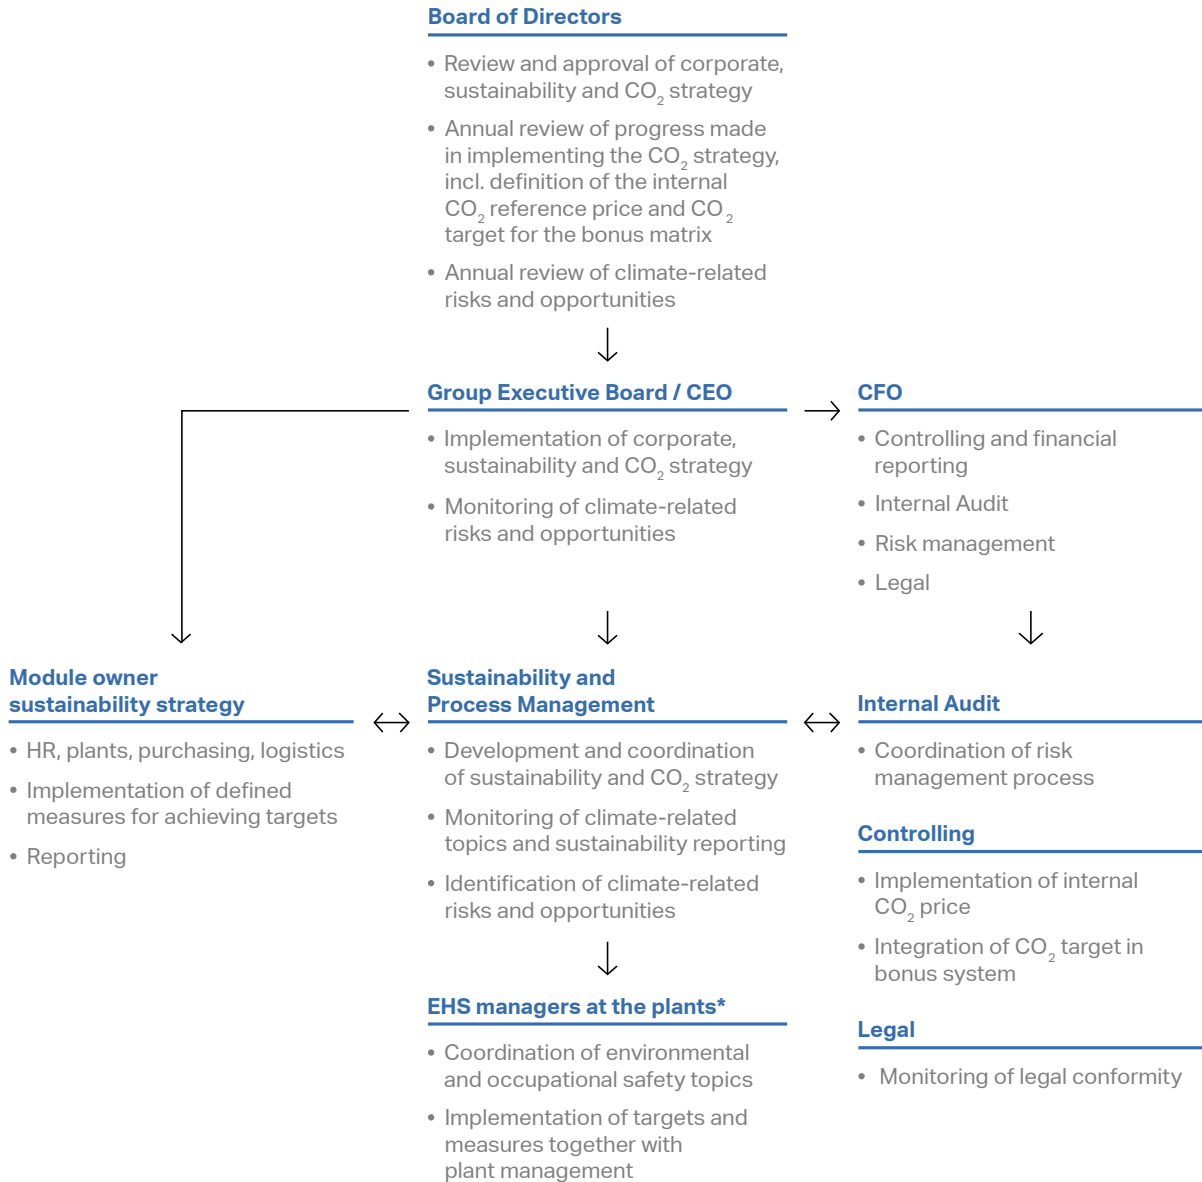 Board of Directors
• Review and approval of corporate,
sustainability and CO₂ strategy
• Annual review of progress made
in implementing the CO₂ strategy,
incl. definition of the internal
CO₂ reference price and CO₂
target for the bonus matrix
• Annual review of climate-related
risks and opportunities
Group Executive Board / CEO
• Implementation of corporate,
sustainability and CO₂ strategy
• Monitoring of climate-related
risks and opportunities
CFO
• Controlling and financial
reporting
• Internal Audit
• Risk management
• Legal
Module owner
sustainability strategy
• HR, plants, purchasing, logistics
• Implementation of defined
measures for achieving targets
• Reporting
Sustainability and
Process Management
• Development and coordination
of sustainability and CO₂ strategy
• Monitoring of climate-related
topics and sustainability reporting
• Identification of climate-related
risks and opportunities
Internal Audit
• Coordination of risk
management process
Controlling
• Implementation of internal
CO₂ price
• Integration of CO₂ target in
bonus system
Legal
• Monitoring of legal conformity
EHS managers at the plants*
• Coordination of environmental
and occupational safety topics
• Implementation of targets and
measures together with
plant management